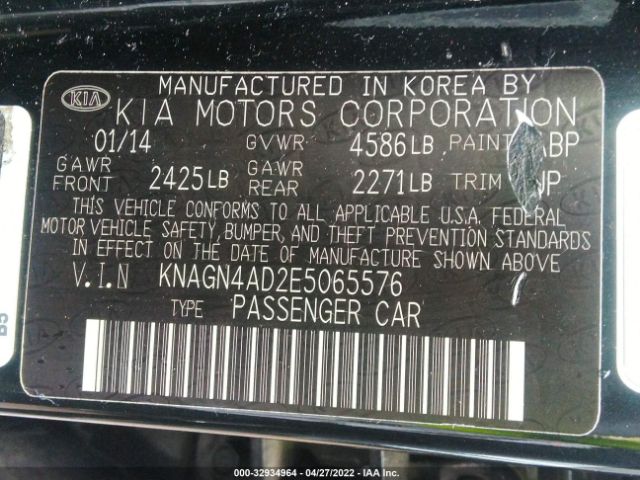 MANUFACTURED IN KOREA BY
KIA KIA MOTORS CORPORATION
01/14 GVWR 4586LB PAINT ABP
GAWR FRONT 2425LB GAWR REAR 2271LB TRIM
THIS VEHICLE CONFORMS TO ALL APPLICABLE U.S.A. FEDERAL
MOTOR VEHICLE SAFETY, BUMPER, AND THEFT PREVENTION STANDARDS
IN EFFECT ON THE DATE OF MANUFACTURE SHOWN ABOVE
V.I.N KNAGN4AD2E5065576
TYPE PASSENGER CAR
000-32934964 - 04/27/2022 - IAA Inc.